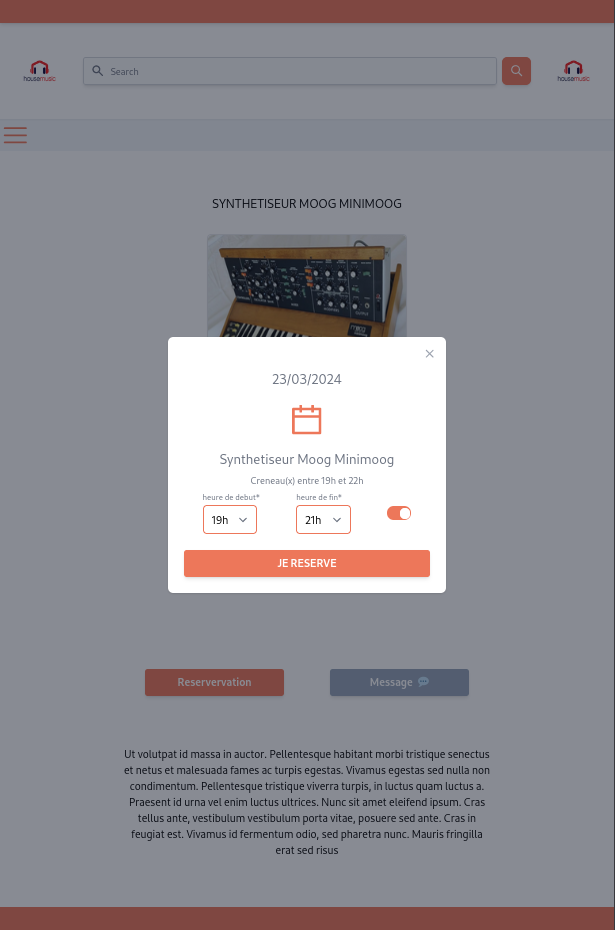 housemusic
Search
housemusic
SYNTHETISEUR MOOG MINIMOOG
23/03/2024
Synthetiseur Moog Minimoog
Creneau(x) entre 19h et 22h
heure de debut*
heure de fin*
19h
21h
JE RESERVE
Reservervation
Message
Ut volutpat id massa in auctor. Pellentesque habitant morbi tristique senectus
et netus et malesuada fames ac turpis egestas. Vivamus egestas sed nulla non
condimentum. Pellentesque tristique viverra turpis, in luctus quam luctus a.
Praesent id urna vel enim luctus ultrices. Nunc sit amet eleifend ipsum. Cras
tellus ante, vestibulum vestibulum porta vitae, posuere sed ante. Cras in
feugiat est. Vivamus id fermentum odio, sed pharetra nunc. Mauris fringilla
erat sed risus